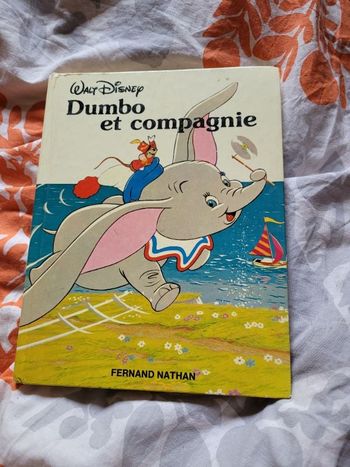 Walt Disney
Dumbo
et compagnie
FERNAND NATHAN